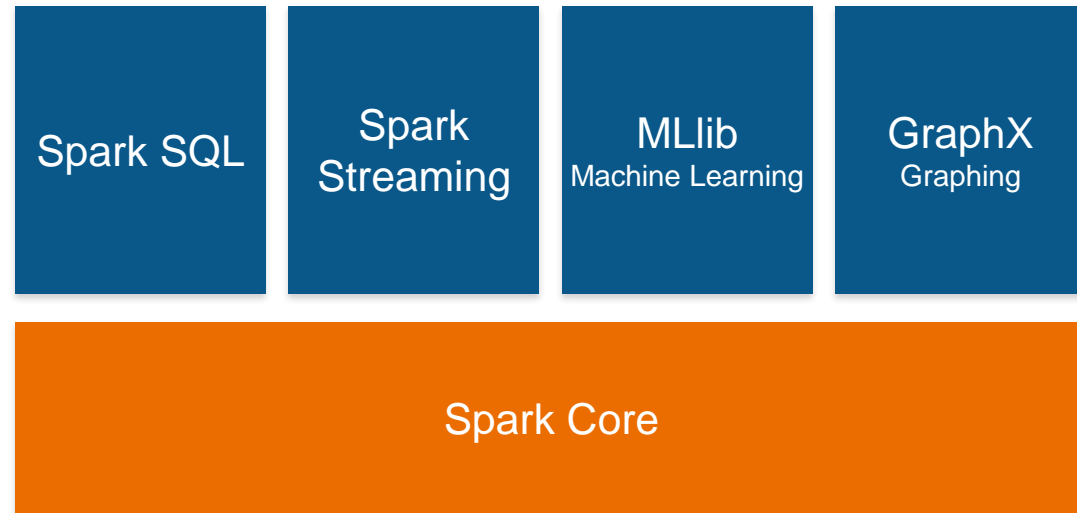 Spark SQL
Spark
Streaming
MLlib
Machine Learning
GraphX
Graphing
Spark Core